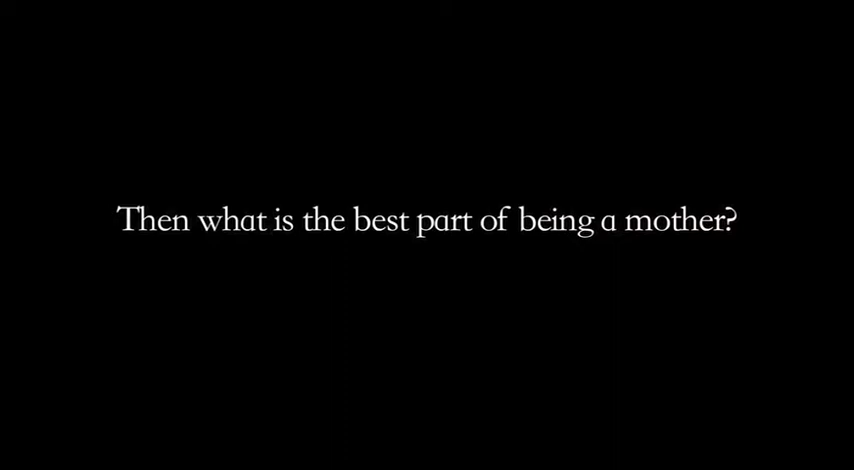 Then what is the best part of being a mother?